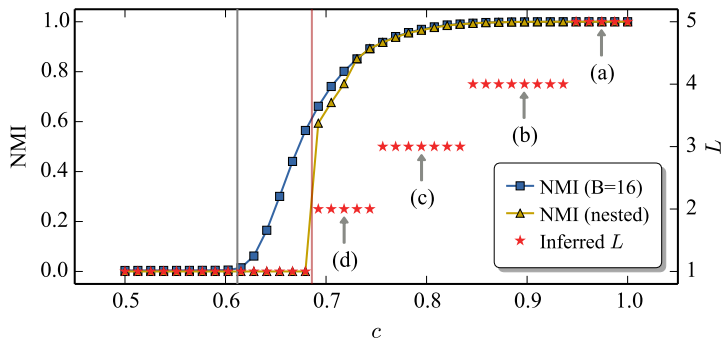 1.0
0.8
0.6
0.4
0.2
0.0
NMI
0.5
0.6
0.7
0.8
0.9
1.0
c
5
4
3
2
1
L
(a)
(b)
(c)
(d)
NMI (B=16)
NMI (nested)
Inferred L